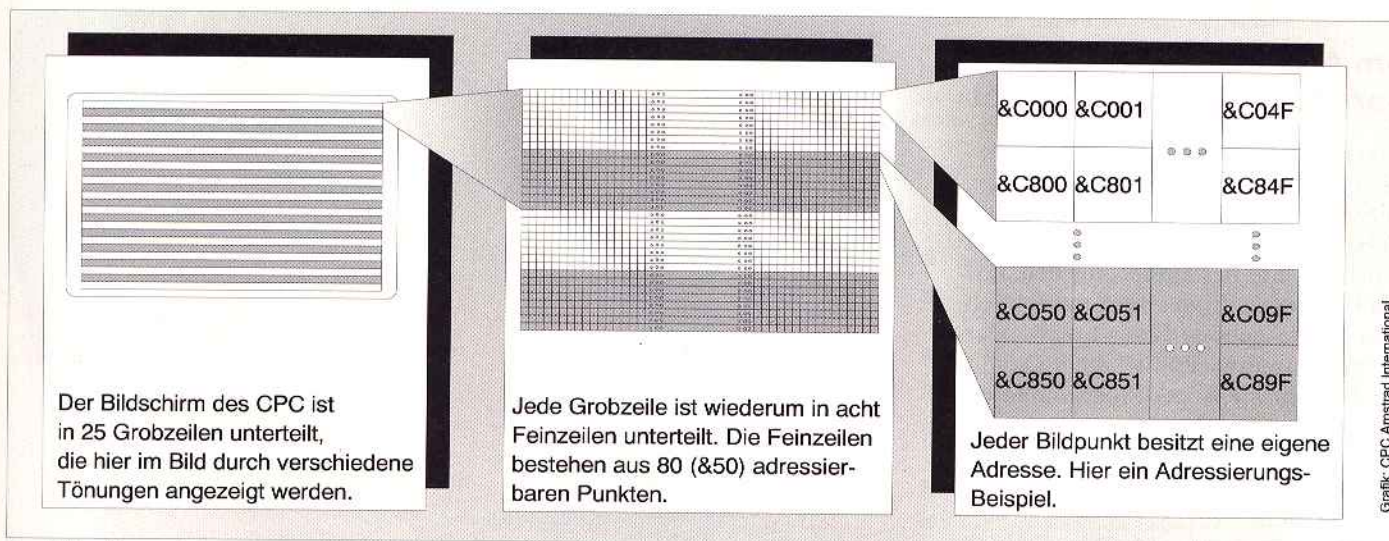 Der Bildschirm des CPC ist
in 25 Grobzeilen unterteilt,
die hier im Bild durch verschiedene
Tönungen angezeigt werden.
Jede Grobzeile ist wiederum in acht
Feinzeilen unterteilt. Die Feinzeilen
bestehen aus 80 (&50) adressier-
baren Punkten.
&C000 &C001 &C04F
&C800 &C801 &C84F
&C050 &C051 &C09F
&C850 &C851 &C89F
Jeder Bildpunkt besitzt eine eigene
Adresse. Hier ein Adressierungs-
Beispiel.
Grafik: CPC Amstrad International